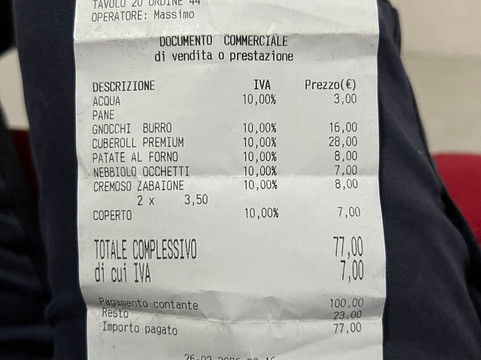 TAVOLO 20 ORDINE 44
OPERATORE: Massimo
DOCUMENTO COMMERCIALE
di vendita o prestazione
DESCRIZIONE IVA Prezzo(€)
ACQUA 10,00% 3,00
PANE
GNOCCHI BURRO 10,00% 16,00
CUBEROLL PREMIUM 10,00% 28,00
PATATE AL FORNO 10,00% 8,00
NEBBIOLO OCCHETTI 10,00% 7,00
CREMOSO ZABAIONE 10,00% 8,00
2 x 3,50
COPERTO 10,00% 7,00
TOTALE COMPLESSIVO 77,00
di cui IVA 7,00
Pagamento contante 100,00
Resto 23,00
Importo pagato 77,00